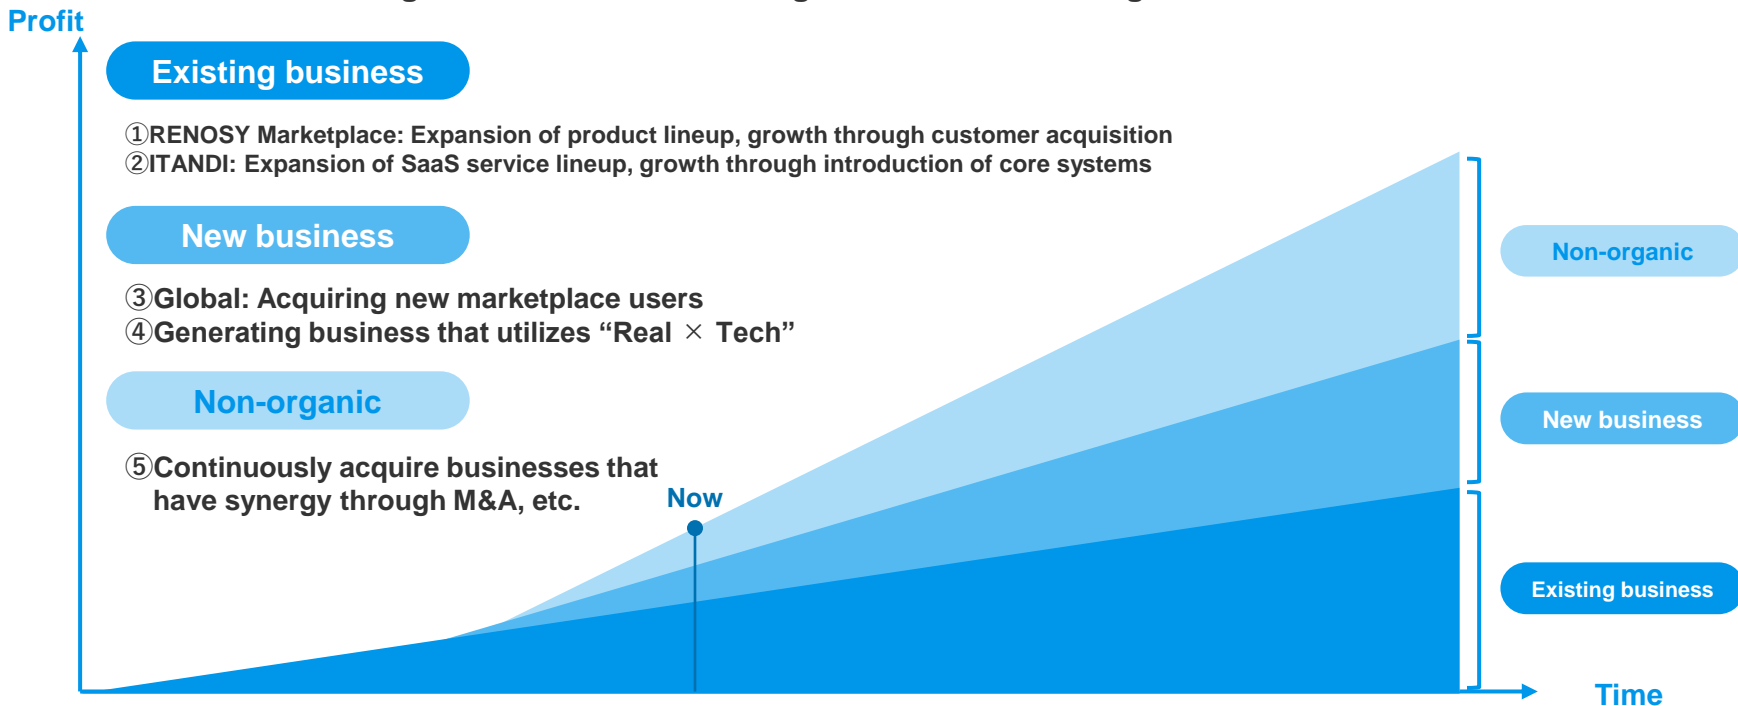 Profit
Existing business
①RENOSY Marketplace: Expansion of product lineup, growth through customer acquisition
②ITANDI: Expansion of SaaS service lineup, growth through introduction of core systems
New business
③Global: Acquiring new marketplace users
④Generating business that utilizes “Real × Tech”
Non-organic
⑤Continuously acquire businesses that
have synergy through M&A, etc.
Now
Non-organic
New business
Existing business
Time